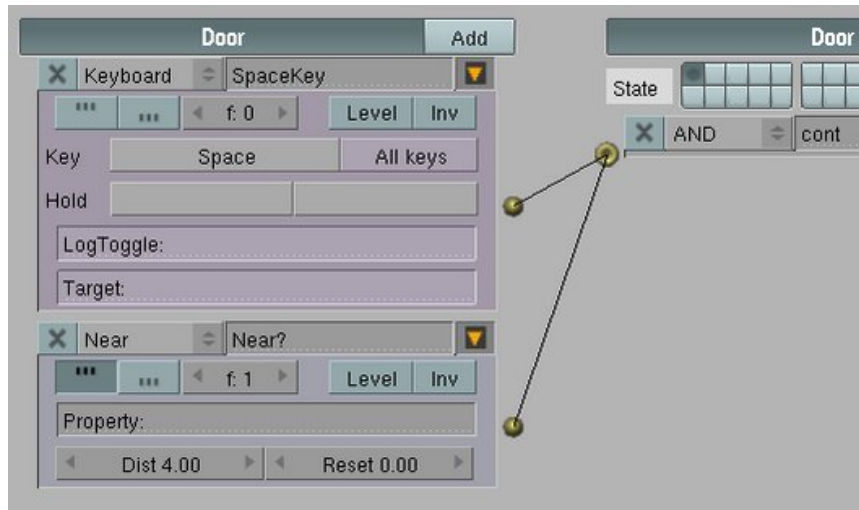 Door Add Door
Keyboard SpaceKey
State
f: 0 Level Inv
AND cont
Key Space All keys
Hold
LogToggle:
Target:
Near Near?
f: 1 Level Inv
Property:
Dist 4.00 Reset 0.00